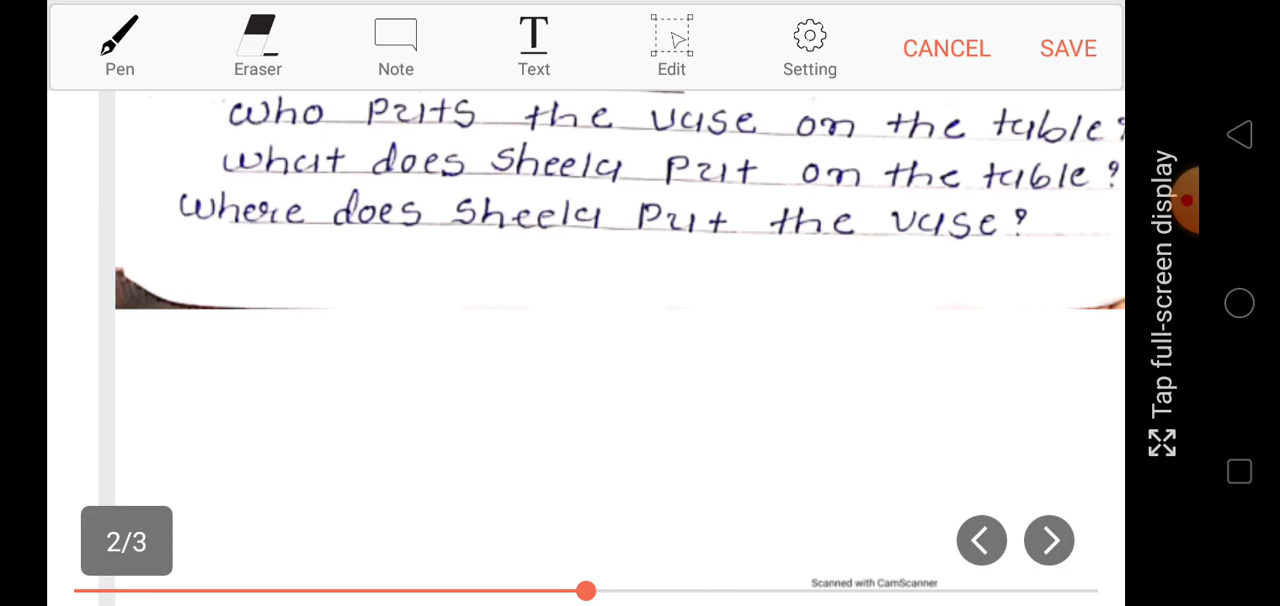 Pen Eraser Note Text Edit Setting CANCEL SAVE
who puts the vase on the table?
what does sheela put on the table?
where does sheela put the vase?
Tap full-screen display
2/3
Scanned with CamScanner